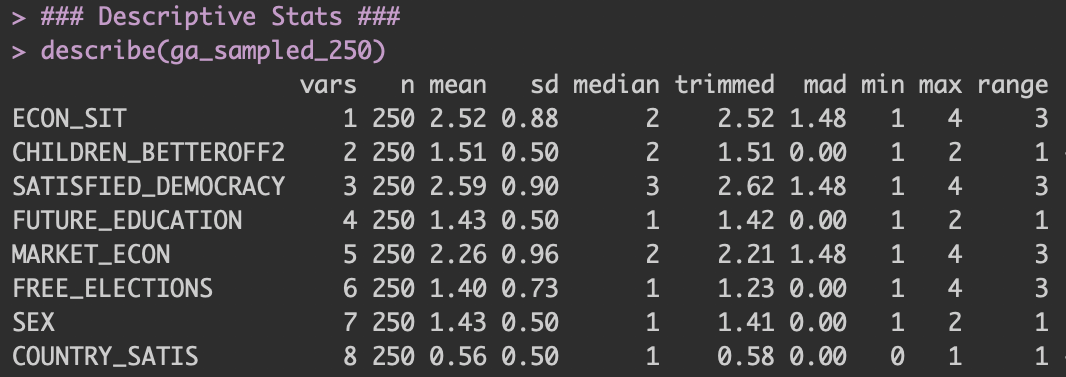 > ### Descriptive Stats ###
> describe(ga_sampled_250)
vars n mean sd median trimmed mad min max range
ECON_SIT 1 250 2.52 0.88 2 2.52 1.48 1 4 3
CHILDREN_BETTEROFF2 2 250 1.51 0.50 2 1.51 0.00 1 2 1
SATISFIED_DEMOCRACY 3 250 2.59 0.90 3 2.62 1.48 1 4 3
FUTURE_EDUCATION 4 250 1.43 0.50 1 1.42 0.00 1 2 1
MARKET_ECON 5 250 2.26 0.96 2 2.21 1.48 1 4 3
FREE_ELECTIONS 6 250 1.40 0.73 1 1.23 0.00 1 4 3
SEX 7 250 1.43 0.50 1 1.41 0.00 1 2 1
COUNTRY_SATIS 8 250 0.56 0.50 1 0.58 0.00 0 1 1